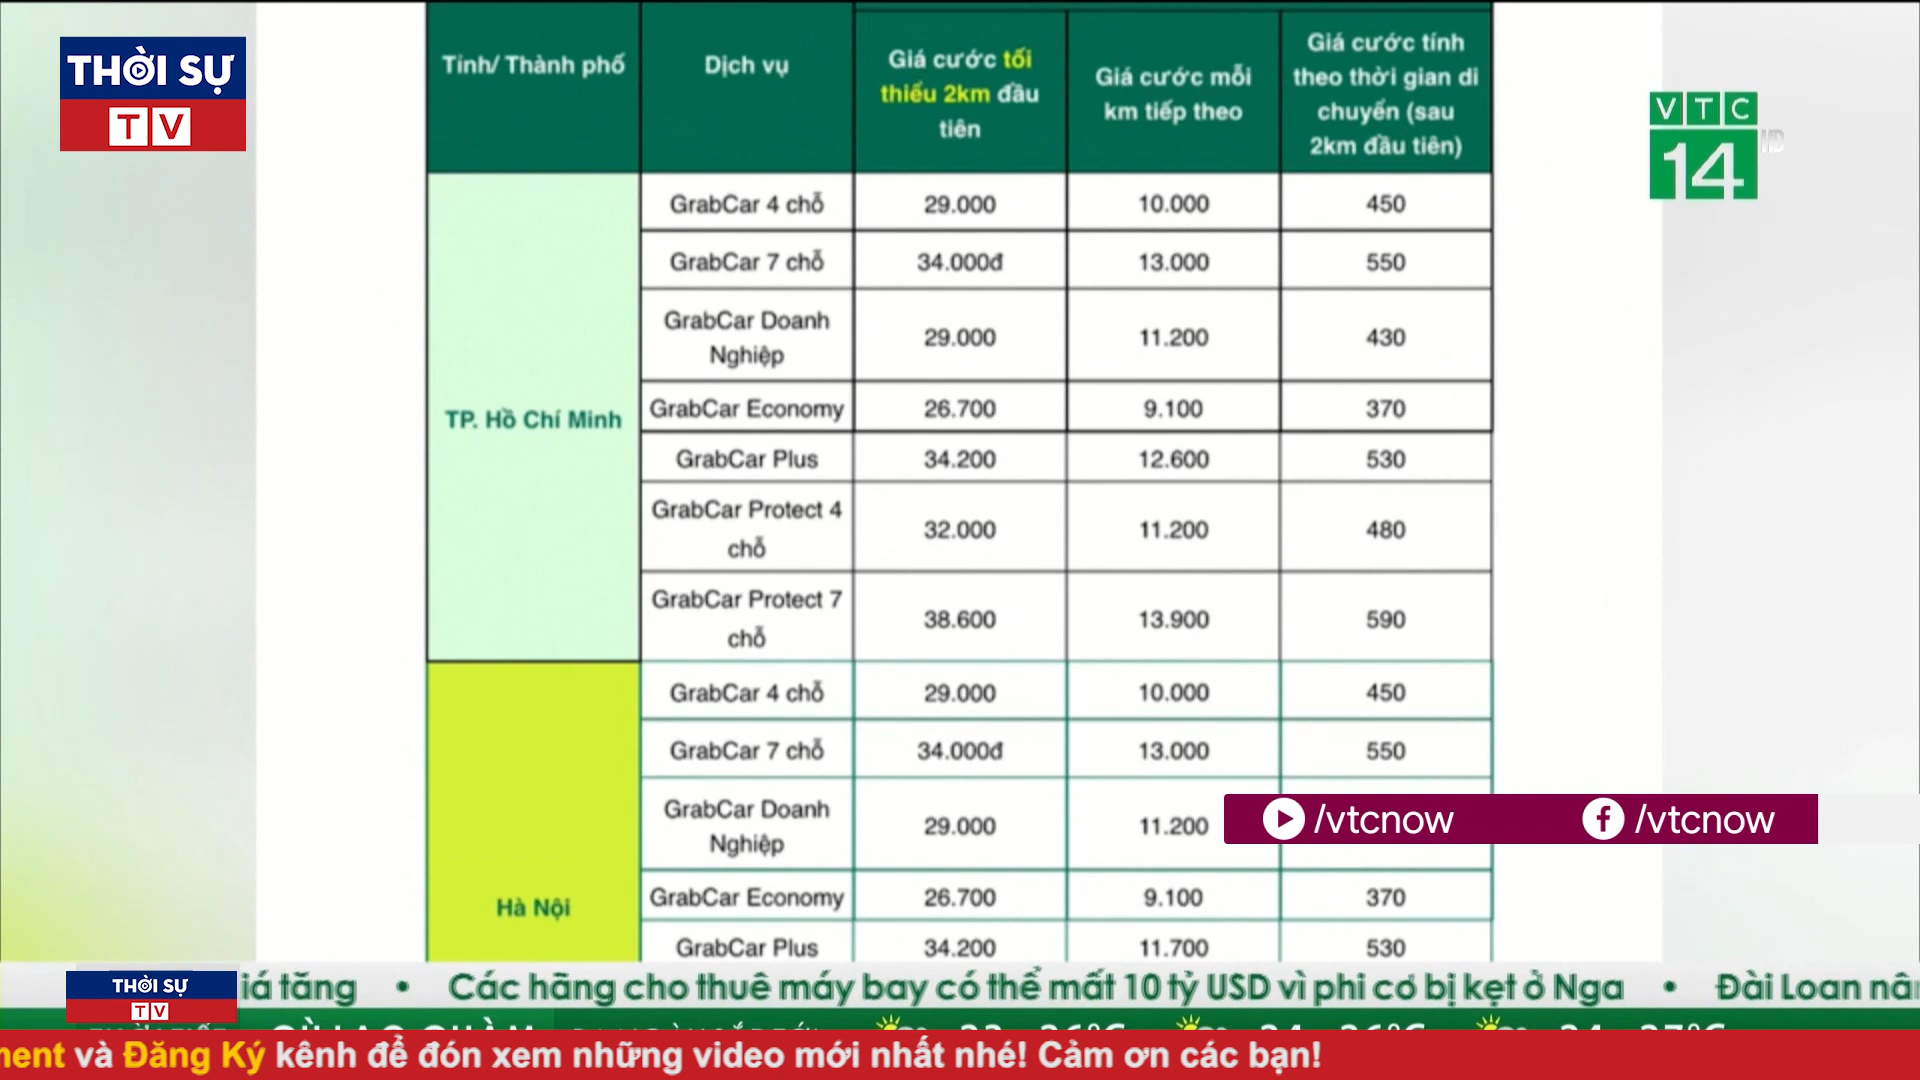 THỜI SỰ
TV
VTC
14
HD
Tỉnh/ Thành phố
Dịch vụ
Giá cước tối
thiểu 2km đầu
tiên
Giá cước mỗi
km tiếp theo
Giá cước tính
theo thời gian di
chuyển (sau
2km đầu tiên)
TP. Hồ Chí Minh
GrabCar 4 chỗ 29.000 10.000 450
GrabCar 7 chỗ 34.000đ 13.000 550
GrabCar Doanh
Nghiệp 29.000 11.200 430
GrabCar Economy 26.700 9.100 370
GrabCar Plus 34.200 12.600 530
GrabCar Protect 4
chỗ 32.000 11.200 480
GrabCar Protect 7
chỗ 38.600 13.900 590
Hà Nội
GrabCar 4 chỗ 29.000 10.000 450
GrabCar 7 chỗ 34.000đ 13.000 550
GrabCar Doanh
Nghiệp 29.000 11.200
GrabCar Economy 26.700 9.100 370
GrabCar Plus 34.200 11.700 530
/vtcnow /vtcnow
THỜI SỰ
TV
iá tăng • Các hãng cho thuê máy bay có thể mất 10 tỷ USD vì phi cơ bị kẹt ở Nga • Đài Loan nâ
ment và Đăng Ký kênh để đón xem những video mới nhất nhé! Cảm ơn các bạn!